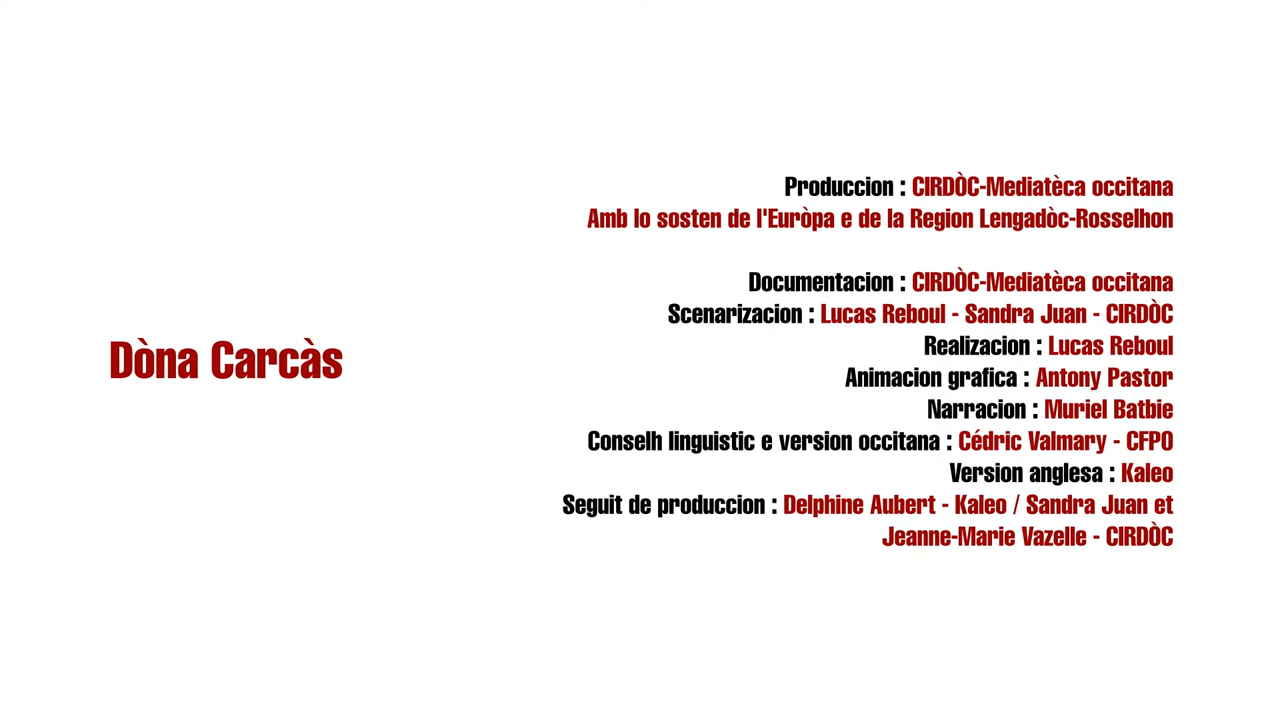 Dòna Carcàs
Produccion : CIRDÒC-Mediatèca occitana
Amb lo sosten de l'Euròpa e de la Region Lengadòc-Rosselhon
Documentacion : CIRDÒC-Mediatèca occitana
Scenarizacion : Lucas Reboul - Sandra Juan - CIRDÒC
Realizacion : Lucas Reboul
Animacion grafica : Antony Pastor
Narracion : Muriel Batbie
Conselh linguistic e version occitana : Cédric Valmary - CFPO
Version anglesa : Kaleo
Seguit de produccion : Delphine Aubert - Kaleo / Sandra Juan et
Jeanne-Marie Vazelle - CIRDÒC